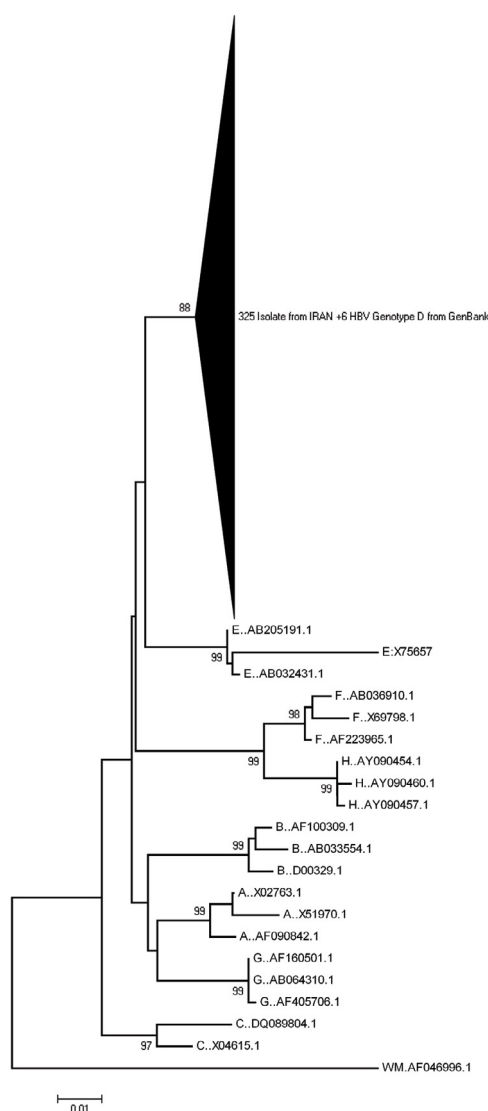 88
325 Isolate from IRAN +6 HBV Genotype D from GenBank
E..AB205191.1
99
E:X75657
E..AB032431.1
F..AB036910.1
98
F..X69798.1
F..AF223965.1
99
H..AY090454.1
H..AY090460.1
99
H..AY090457.1
B..AF100309.1
99
B..AB033554.1
B..D00329.1
A..X02763.1
99
A..X51970.1
A..AF090842.1
G..AF160501.1
G..AB064310.1
99
G..AF405706.1
C..DQ089804.1
97
C..X04615.1
WM.AF046996.1
0.01